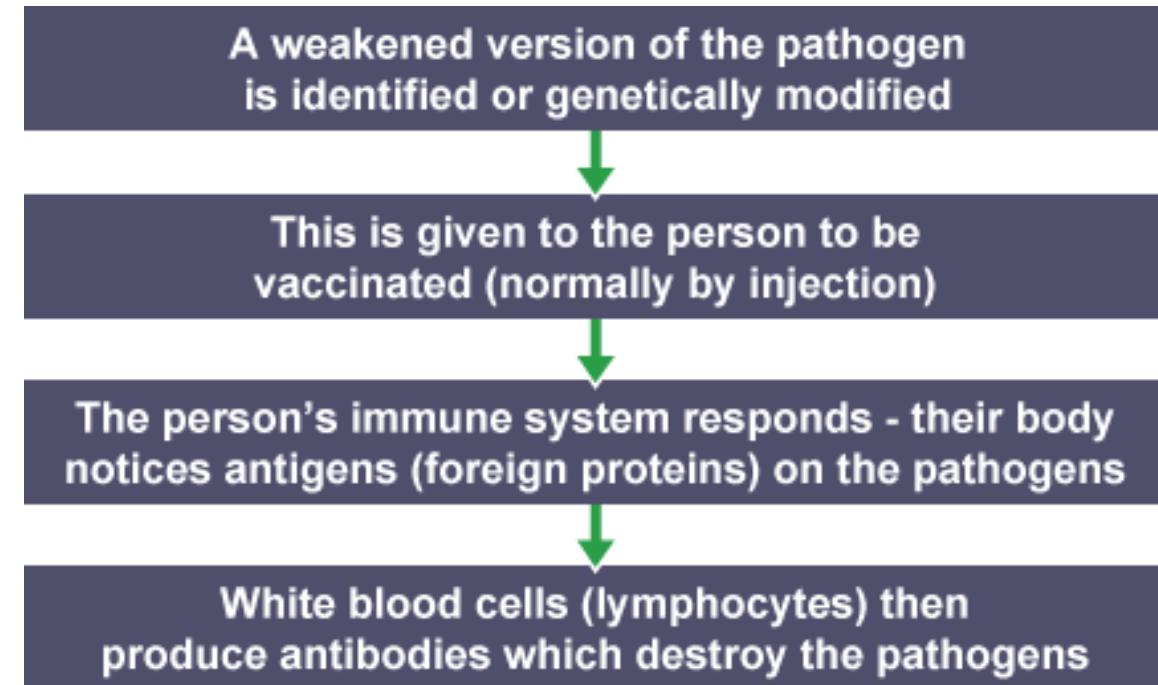 A weakened version of the pathogen
is identified or genetically modified
This is given to the person to be
vaccinated (normally by injection)
The person’s immune system responds - their body
notices antigens (foreign proteins) on the pathogens
White blood cells (lymphocytes) then
produce antibodies which destroy the pathogens